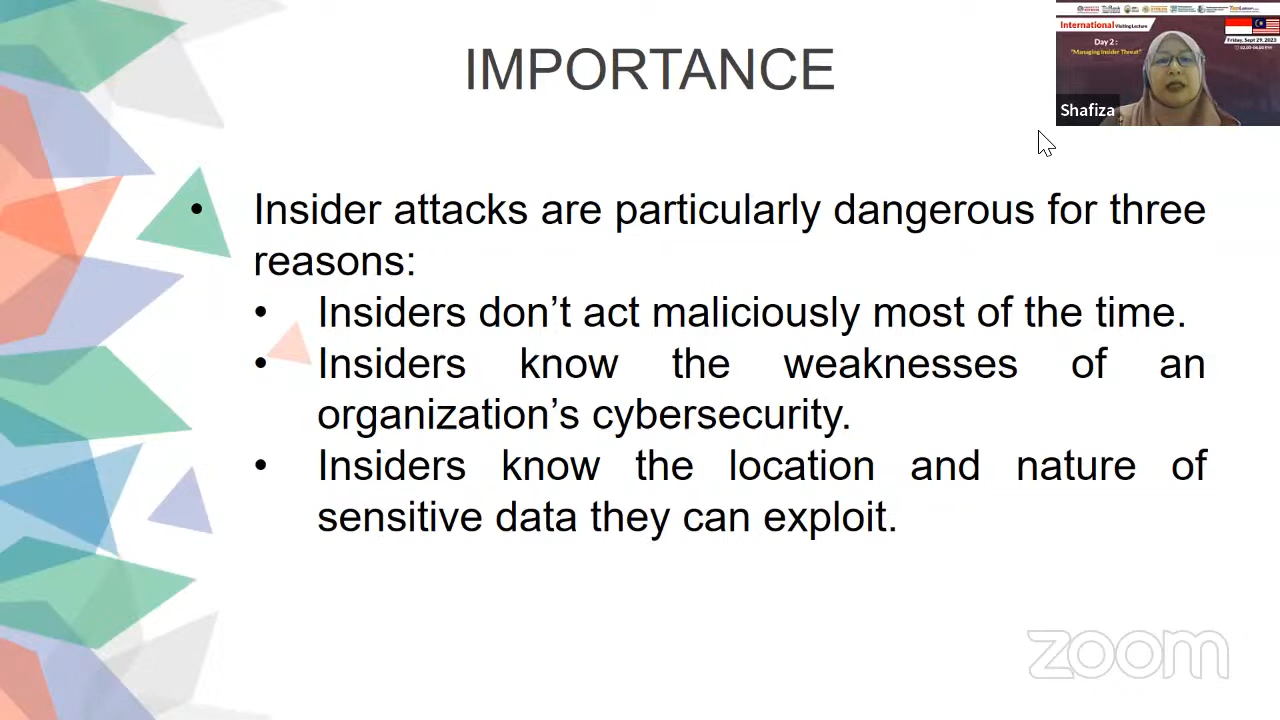 IMPORTANCE
International Visiting Lecture
Day 2 :
"Managing Insider Threat"
Friday, Sept 29, 2023
Shafiza
• Insider attacks are particularly dangerous for three
reasons:
• Insiders don’t act maliciously most of the time.
• Insiders know the weaknesses of an
organization’s cybersecurity.
• Insiders know the location and nature of
sensitive data they can exploit.
zoom